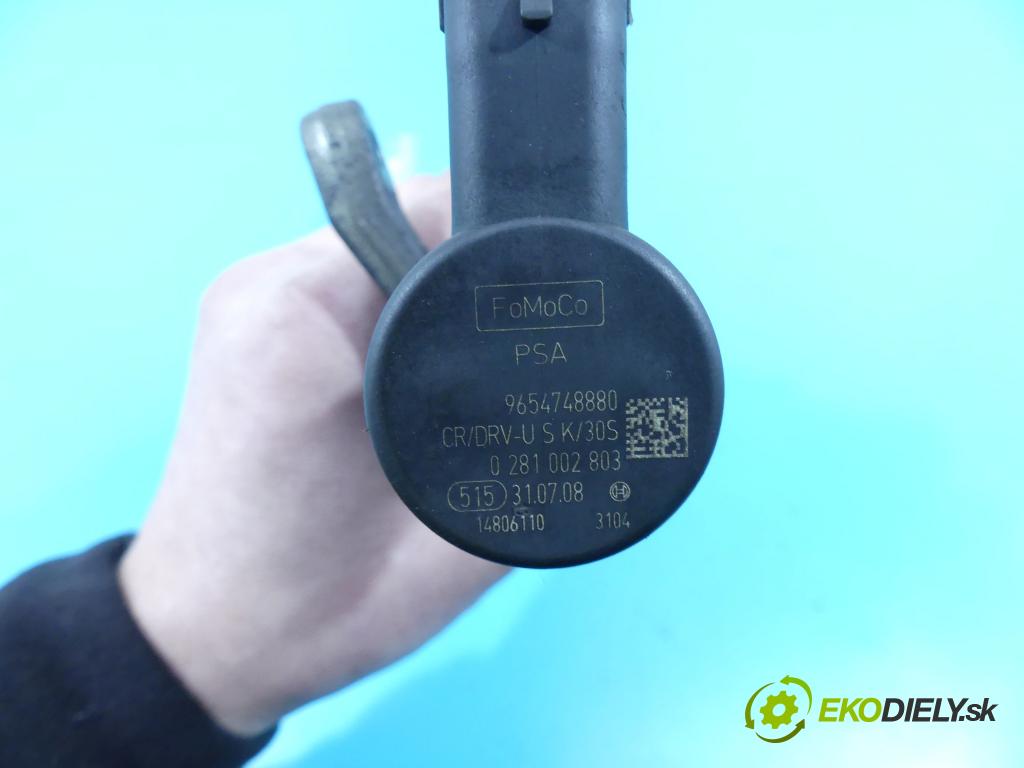 FoMoCo
PSA
9654748880
CR/DRV-U S K/30S
0 281 002 803
515 31.07.08
14806110 3104
EKODIELY.sk